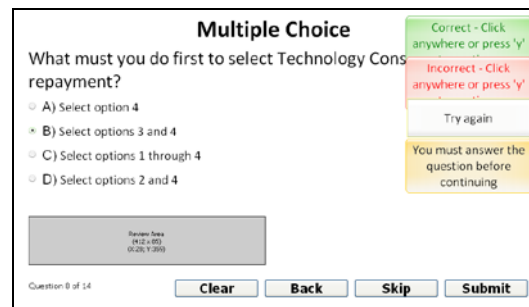 Multiple Choice
What must you do first to select Technology Cons
repayment?
A) Select option 4
B) Select options 3 and 4
C) Select options 1 through 4
D) Select options 2 and 4
Correct - Click
anywhere or press 'y'
Incorrect - Click
anywhere or press 'y'
Try again
You must answer the
question before
continuing
Review Area
Question 8 of 14
Clear
Back
Skip
Submit